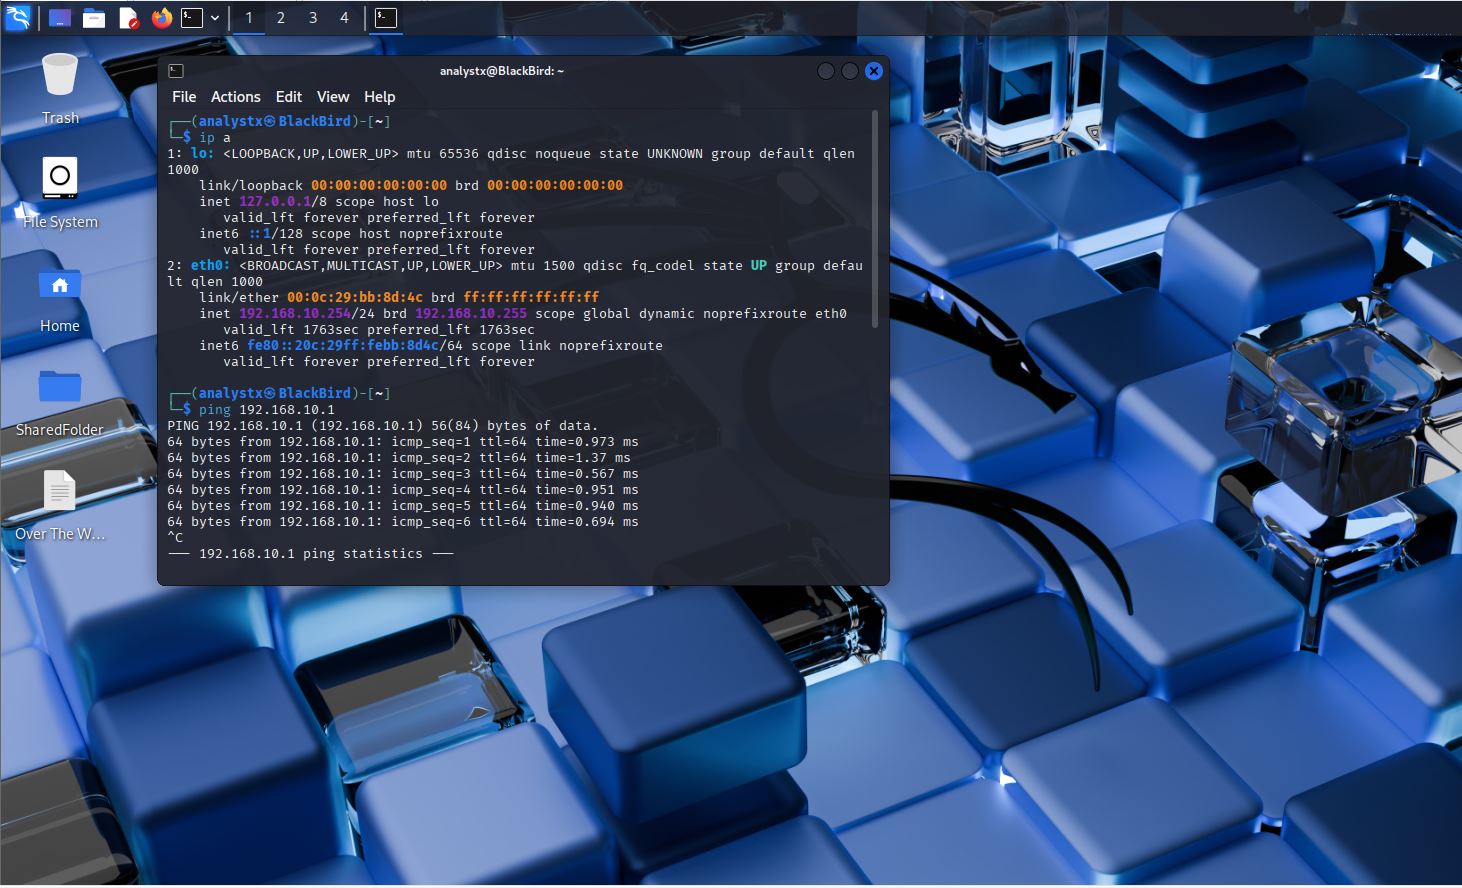 1 2 3 4
Trash
File System
Home
SharedFolder
Over The W...
analystx@BlackBird: ~
File Actions Edit View Help
┌──(analystx㉿BlackBird)-[~]
└─$ ip a
1: lo: <LOOPBACK,UP,LOWER_UP> mtu 65536 qdisc noqueue state UNKNOWN group default qlen
1000
    link/loopback 00:00:00:00:00:00 brd 00:00:00:00:00:00
    inet 127.0.0.1/8 scope host lo
       valid_lft forever preferred_lft forever
    inet6 ::1/128 scope host noprefixroute
       valid_lft forever preferred_lft forever
2: eth0: <BROADCAST,MULTICAST,UP,LOWER_UP> mtu 1500 qdisc fq_codel state UP group defau
lt qlen 1000
    link/ether 00:0c:29:bb:8d:4c brd ff:ff:ff:ff:ff:ff
    inet 192.168.10.254/24 brd 192.168.10.255 scope global dynamic noprefixroute eth0
       valid_lft 1763sec preferred_lft 1763sec
    inet6 fe80::20c:29ff:febb:8d4c/64 scope link noprefixroute
       valid_lft forever preferred_lft forever
┌──(analystx㉿BlackBird)-[~]
└─$ ping 192.168.10.1
PING 192.168.10.1 (192.168.10.1) 56(84) bytes of data.
64 bytes from 192.168.10.1: icmp_seq=1 ttl=64 time=0.973 ms
64 bytes from 192.168.10.1: icmp_seq=2 ttl=64 time=1.37 ms
64 bytes from 192.168.10.1: icmp_seq=3 ttl=64 time=0.567 ms
64 bytes from 192.168.10.1: icmp_seq=4 ttl=64 time=0.951 ms
64 bytes from 192.168.10.1: icmp_seq=5 ttl=64 time=0.940 ms
64 bytes from 192.168.10.1: icmp_seq=6 ttl=64 time=0.694 ms
^C
--- 192.168.10.1 ping statistics ---